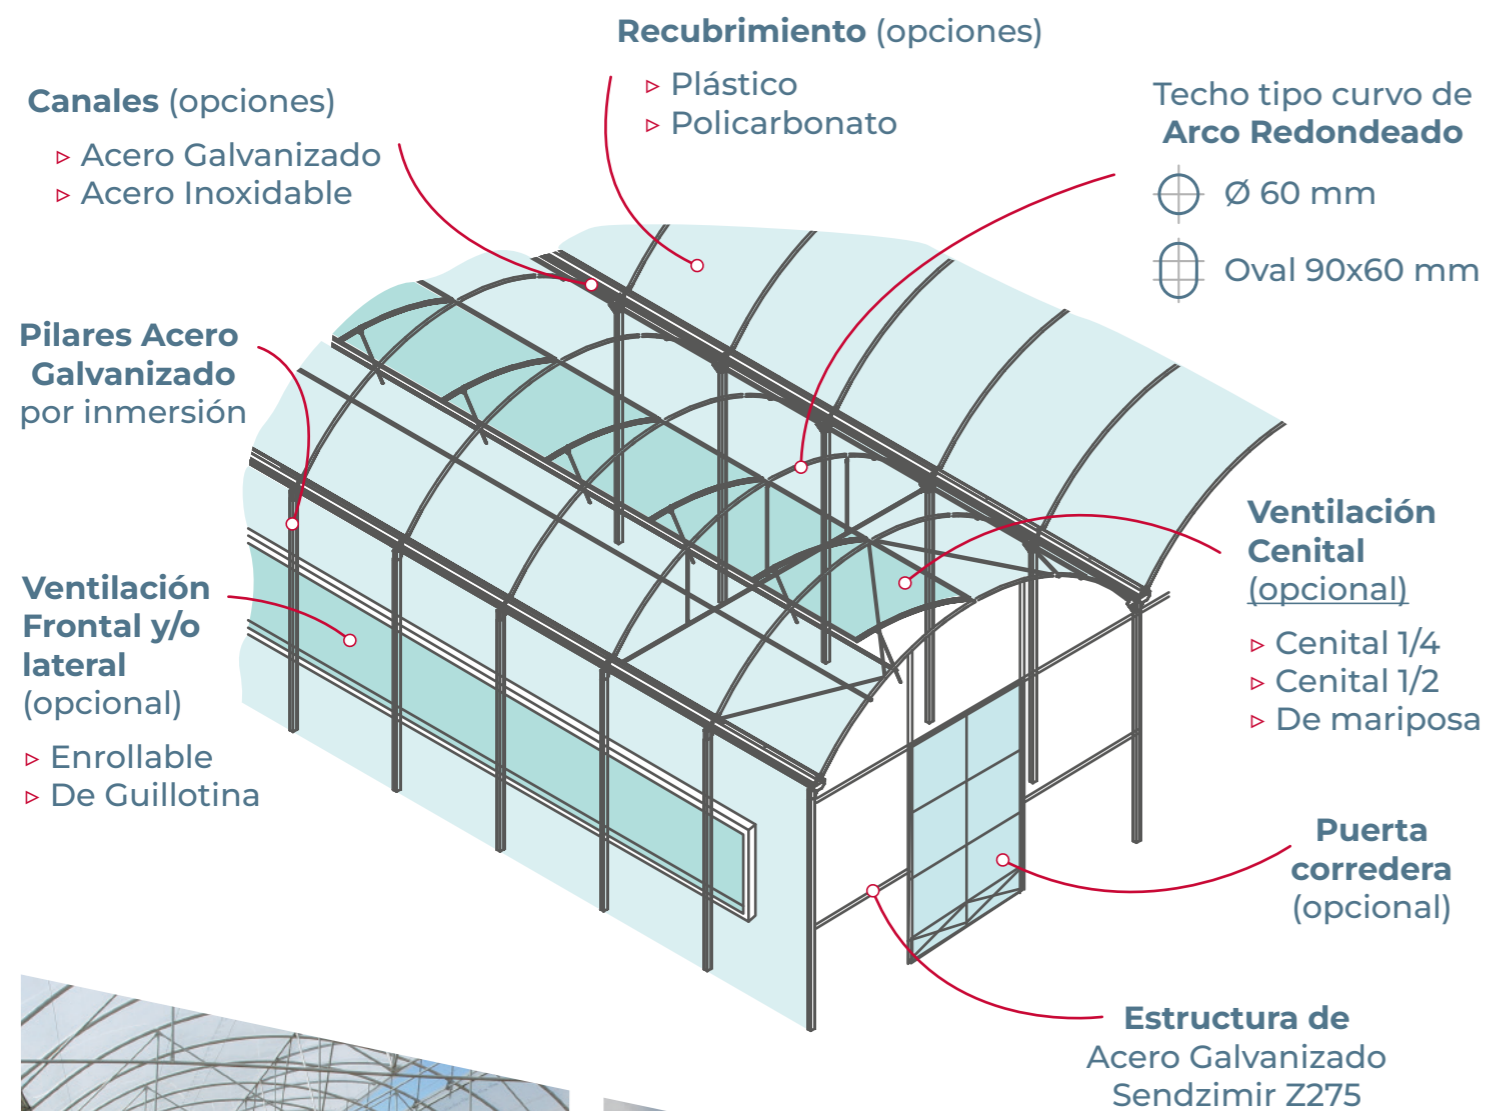 Recubrimiento (opciones)
▹ Plástico
▹ Policarbonato
Canales (opciones)
▹ Acero Galvanizado
▹ Acero Inoxidable
Techo tipo curvo de
Arco Redondeado
Ø 60 mm
Oval 90x60 mm
Pilares Acero
Galvanizado
por inmersión
Ventilación
Frontal y/o
lateral
(opcional)
▹ Enrollable
▹ De Guillotina
Ventilación
Cenital
(opcional)
▹ Cenital 1/4
▹ Cenital 1/2
▹ De mariposa
Puerta
corredera
(opcional)
Estructura de
Acero Galvanizado
Sendzimir Z275